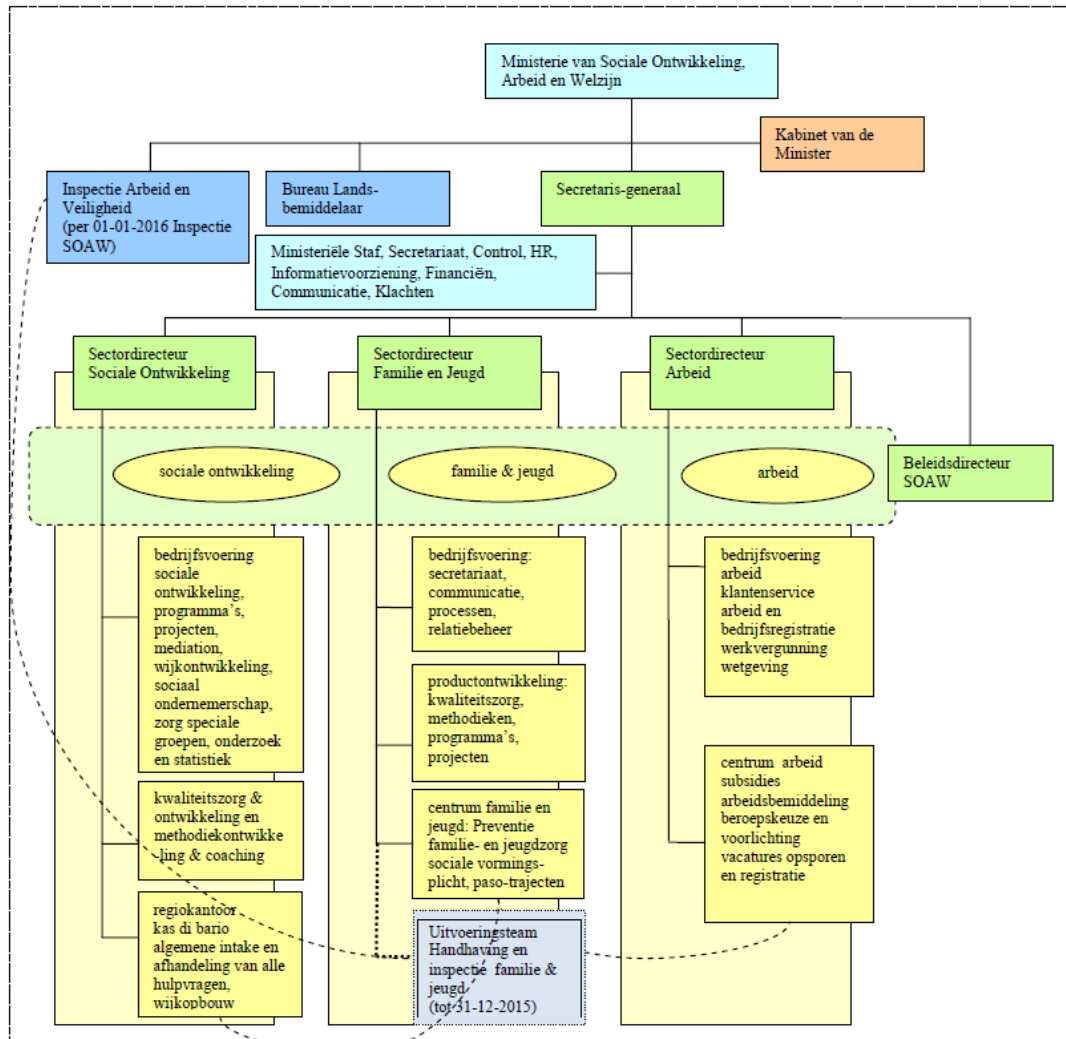 Ministerie van Sociale Ontwikkeling,
Arbeid en Welzijn
Kabinet van de
Minister
Inspectie Arbeid en
Veiligheid
(per 01-01-2016 Inspectie
SOAW)
Bureau Lands-
bemiddelaar
Secretaris-generaal
Ministeriële Staf, Secretariaat, Control, HR,
Informatievoorziening, Financiën,
Communicatie, Klachten
Sectordirecteur
Sociale Ontwikkeling
Sectordirecteur
Familie en Jeugd
Sectordirecteur
Arbeid
sociale ontwikkeling
familie & jeugd
arbeid
Beleidsdirecteur
SOAW
bedrijfsvoering
sociale
ontwikkeling,
programma's,
projecten,
mediation,
wijkontwikkeling,
sociaal
ondernemerschap,
zorg speciale
groepen, onderzoek
en statistiek
kwaliteitszorg &
ontwikkeling en
methodiekontwikke
-ling & coaching
regiokantoor
kas di bario
algemene intake en
afhandeling van alle
hulpvragen,
wijkopbouw
bedrijfsvoering:
secretariaat,
communicatie,
processen,
relatiebeheer
productontwikkeling:
kwaliteitszorg,
methodieken,
programma's,
projecten
centrum familie en
jeugd: Preventie
familie- en jeugdzorg
sociale vormings-
plicht, paso-trajecten
Uitvoeringsteam
Handhaving en
inspectie familie &
jeugd
(tot 31-12-2015)
bedrijfsvoering
arbeid
klantenservice
arbeid en
bedrijfsregistratie
werkvergunning
wetgeving
centrum arbeid
subsidies
arbeidsbemiddeling
beroepskeuze en
voorlichting
vacatures opsporen
en registratie